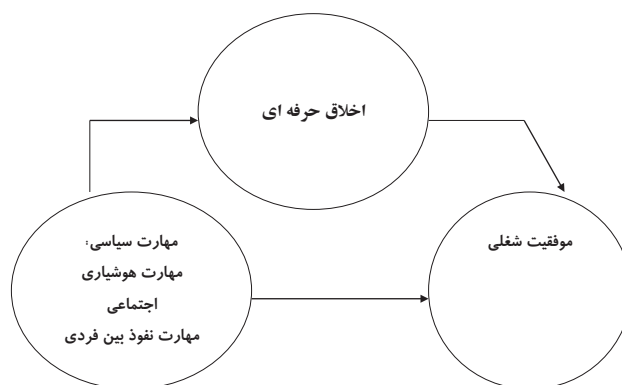 اخلاق حرفه ای
موفقیت شغلی
مهارت سیاسی:
مهارت هوشیاری
اجتماعی
مهارت نفوذ بین فردی